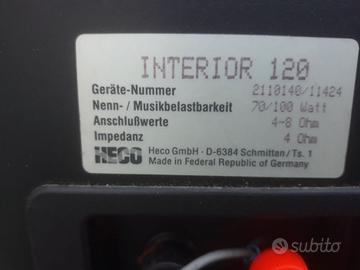 INTERIOR 120
Geräte-Nummer 2110140/11424
Nenn- / Musikbelastbarkeit 70/100 Watt
Anschlußwerte 4-8 Ohm
Impedanz 4 Ohm
HECO Heco GmbH · D-6384 Schmitten/Ts. 1
Made in Federal Republic of Germany
subito